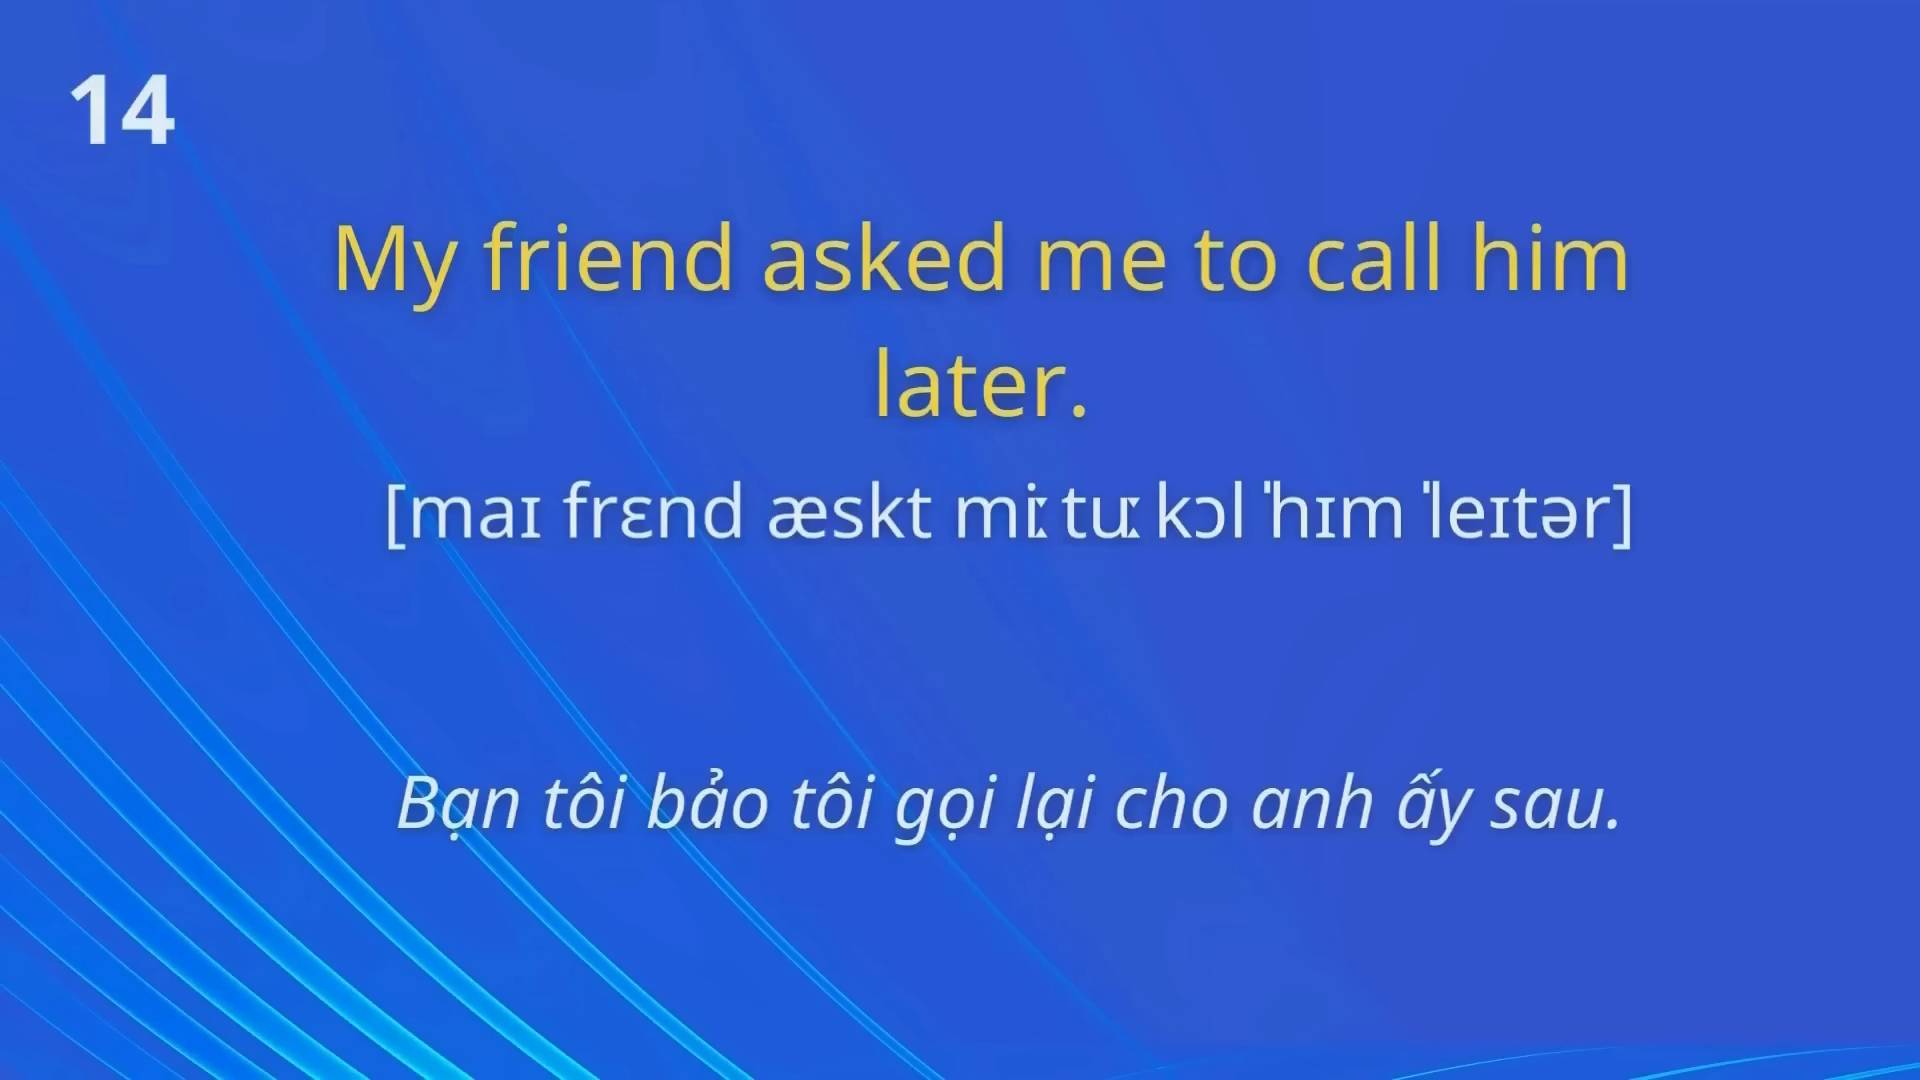 14
My friend asked me to call him
later.
[maɪ frɛnd æskt miː tuː kɔl ˈhɪm ˈleɪtər]
Bạn tôi bảo tôi gọi lại cho anh ấy sau.